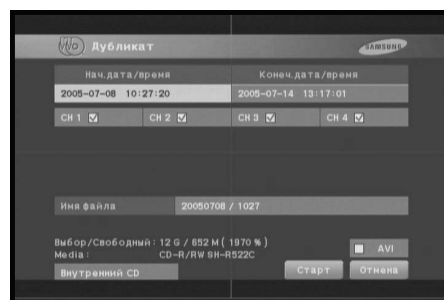 Дубликат
SAMSUNG
Нач.дата/время Конеч.дата/время
2005-07-08 10:27:20 2005-07-14 13:17:01
CH 1 CH 2 CH 3 CH 4
Имя файла 20050708 / 1027
Выбор/Свободный: 12 G / 652 M ( 1970 % )
AVI
Media: CD-R/RW SH-R522C
Внутренний CD Старт Отмена